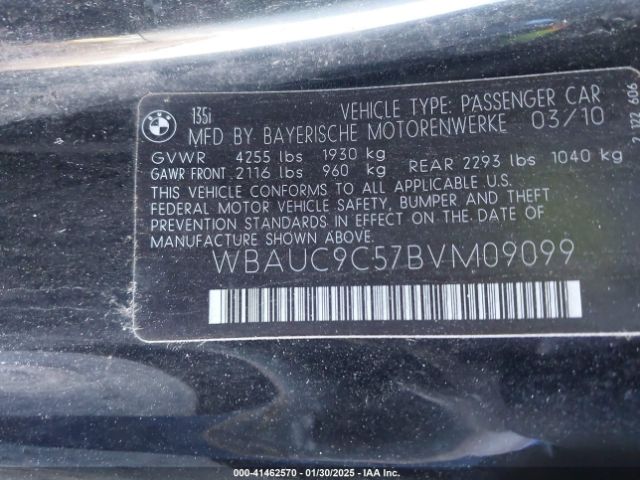 BMW
135i VEHICLE TYPE: PASSENGER CAR
MFD BY BAYERISCHE MOTORENWERKE 03/10
GVWR 4255 lbs 1930 kg
GAWR FRONT 2116 lbs 960 kg REAR 2293 lbs 1040 kg
THIS VEHICLE CONFORMS TO ALL APPLICABLE U.S.
FEDERAL MOTOR VEHICLE SAFETY, BUMPER AND THEFT
PREVENTION STANDARDS IN EFFECT ON THE DATE OF
MANUFACTURE SHOWN ABOVE.
WBAUC9C57BVM09099
000-41462570 - 01/30/2025 - IAA Inc.